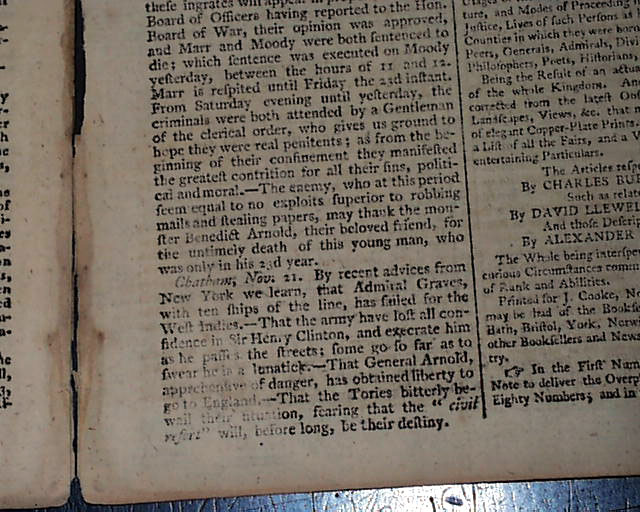 these ingrates will appear in
Board of Officers having reported to the Hon.
Board of War, their opinion was approved,
and Marr and Moody were both sentenced to
die; which sentence was executed on Moody
yesterday, between the hours of 11 and 12.
Marr is respited until Friday the 23d instant.
From Saturday evening until yesterday, the
criminals were both attended by a Gentleman
of the clerical order, who gives us ground to
hope they were real penitents; as from the be-
ginning of their confinement they manifested
the greatest contrition for all their sins, politi-
cal and moral.—The enemy, who at this period
seem equal to no exploits superior to robbing
mails and stealing papers, may thank the mon-
ster Benedict Arnold, their beloved friend, for
the untimely death of this young man, who
was only in his 23d year.
Chatham, Nov. 21. By recent advices from
New York we learn, that Admiral Graves,
with ten ships of the line, has sailed for the
West Indies.—That the army have lost all con-
fidence in Sir Henry Clinton, and execrate him
as he passes the streets; some go so far as to
swear he is a lunatick.—That General Arnold,
apprehensive of danger, has obtained liberty to
go to England.—That the Tories bitterly be-
wail their situation, fearing that the "civil
resort" will, before long, be their destiny.
ture, and Modes of Proceeding
Justice, Lives of such Persons as
Counties in which they were born
Peers, Generals, Admirals, Divi
Philosophers, Poets, Historians,
Being the Result of an actual
of the whole Kingdom. An
corrected from the latest Obs
Landscapes, Views, &c. that
of elegant Copper-Plate Prints.
a List of all the Fairs, and a V
entertaining Particulars.
The Articles resp
By CHARLES BUR
Such as relat
By DAVID LLEWEL
And those Descrip
By ALEXANDER
The Whole being interspe
curious Circumstances comm
of Rank and Abilities.
Printed for J. Cooke, No
may be had of the Bookse
Bath, Bristol, York, Norw
other Booksellers and News
try.
☞ In the First Num
Note to deliver the Overp
Eighty Numbers; and in